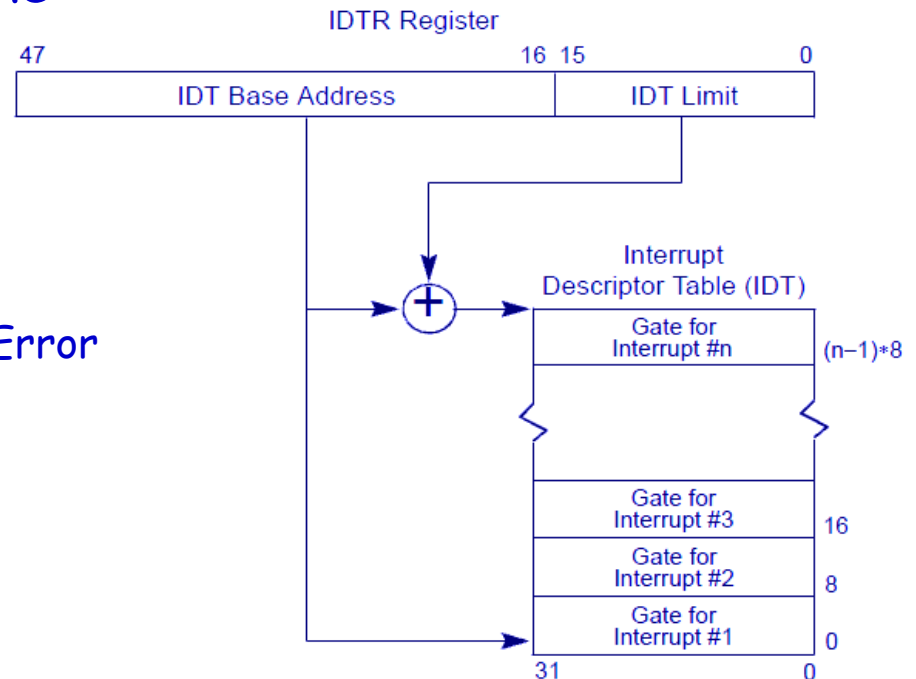 IDTR Register
47 16 15 0
IDT Base Address IDT Limit
Interrupt
Descriptor Table (IDT)
+
Error
Gate for
Interrupt #n
(n–1)*8
Gate for
Interrupt #3
16
Gate for
Interrupt #2
8
Gate for
Interrupt #1
0
31 0